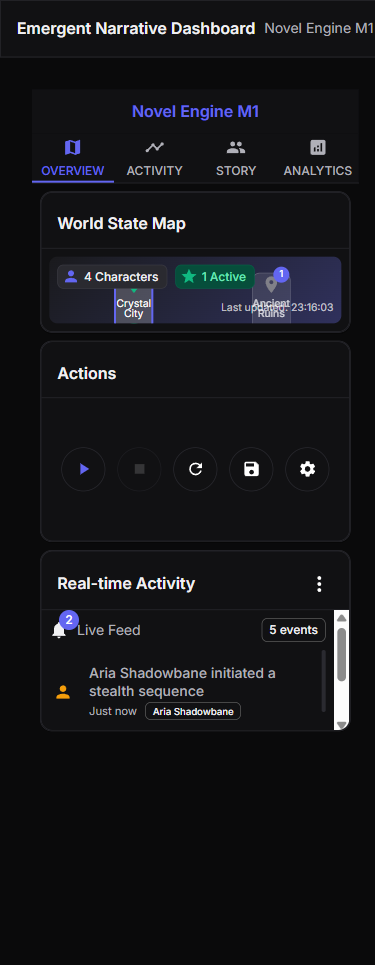 Emergent Narrative Dashboard Novel Engine M1
Novel Engine M1
OVERVIEW ACTIVITY STORY ANALYTICS
World State Map
4 Characters 1 Active 1
Crystal
City
Ancient
Ruins
Last updated: 23:16:03
Actions
Real-time Activity
2
Live Feed 5 events
Aria Shadowbane initiated a
stealth sequence
Just now Aria Shadowbane